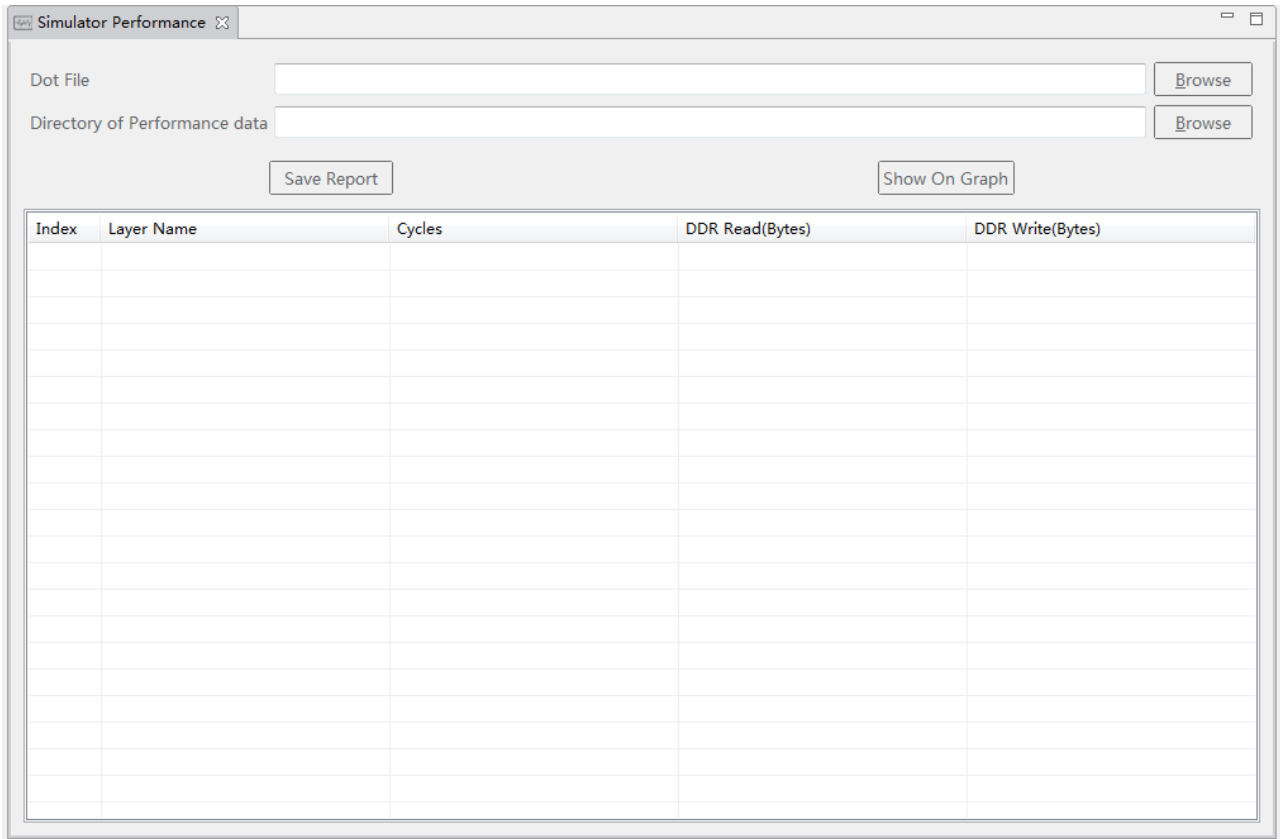 Simulator Performance
Dot File Browse
Directory of Performance data Browse
Save Report Show On Graph
Index Layer Name Cycles DDR Read(Bytes) DDR Write(Bytes)